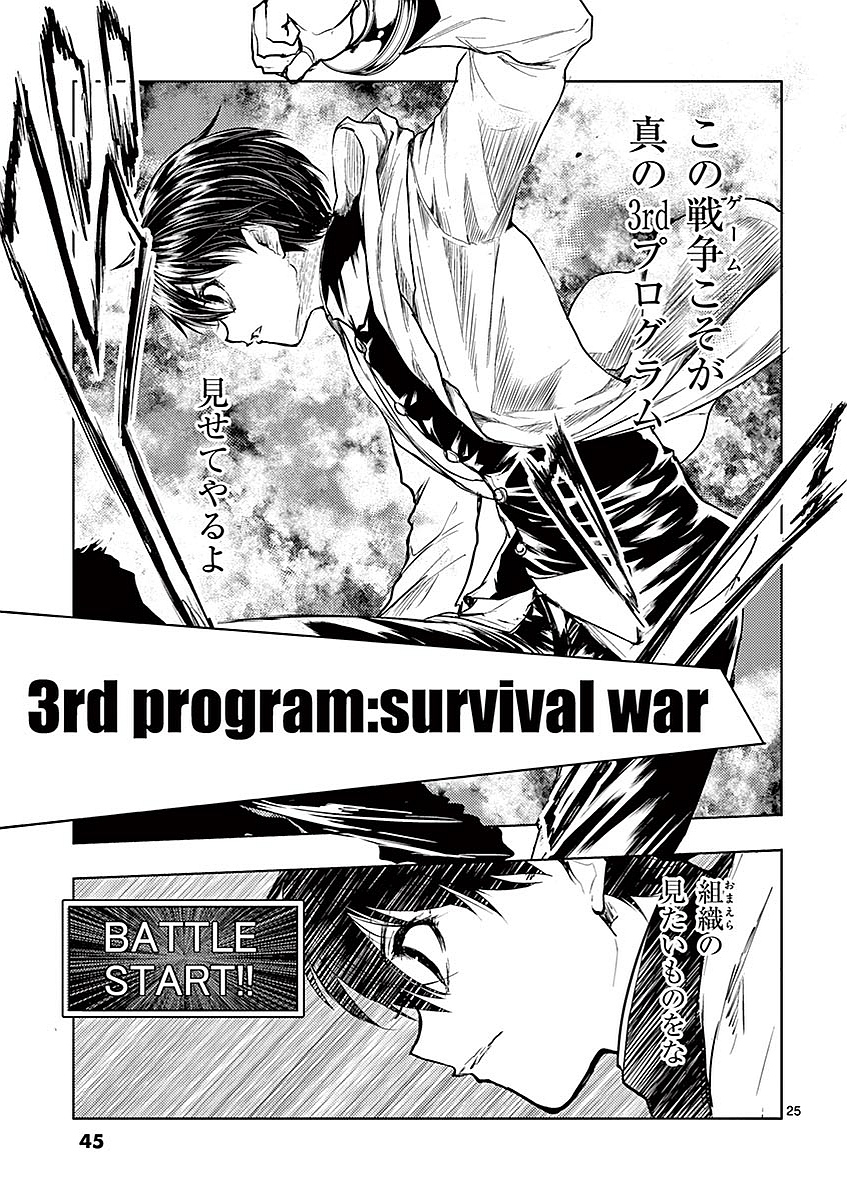 この戦争こそが
ゲーム
真の3rdプログラム
見せてやるよ
3rd program:survival war
組織の
おまえら
見たいものをな
BATTLE
START!!
25
45